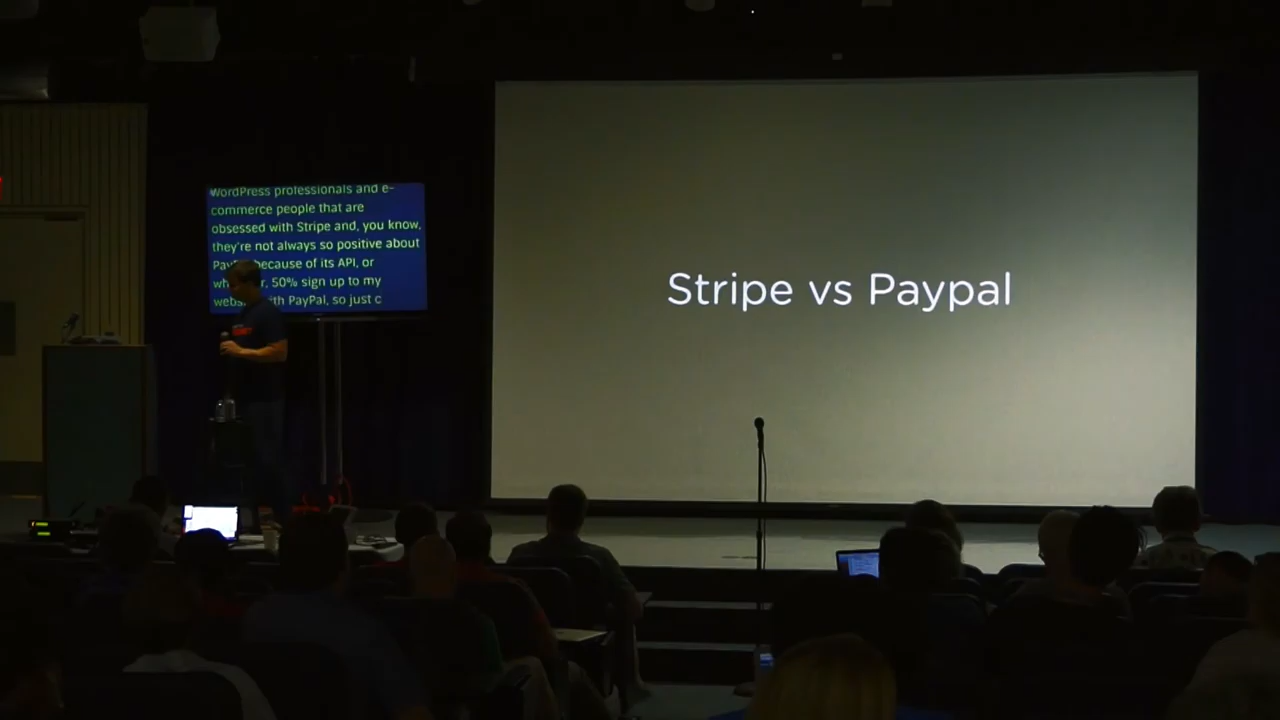 WordPress professionals and e-
commerce people that are
obsessed with Stripe and, you know,
they're not always so positive about
because of its API, or
50% sign up to my
PayPal, so just c
Stripe vs Paypal